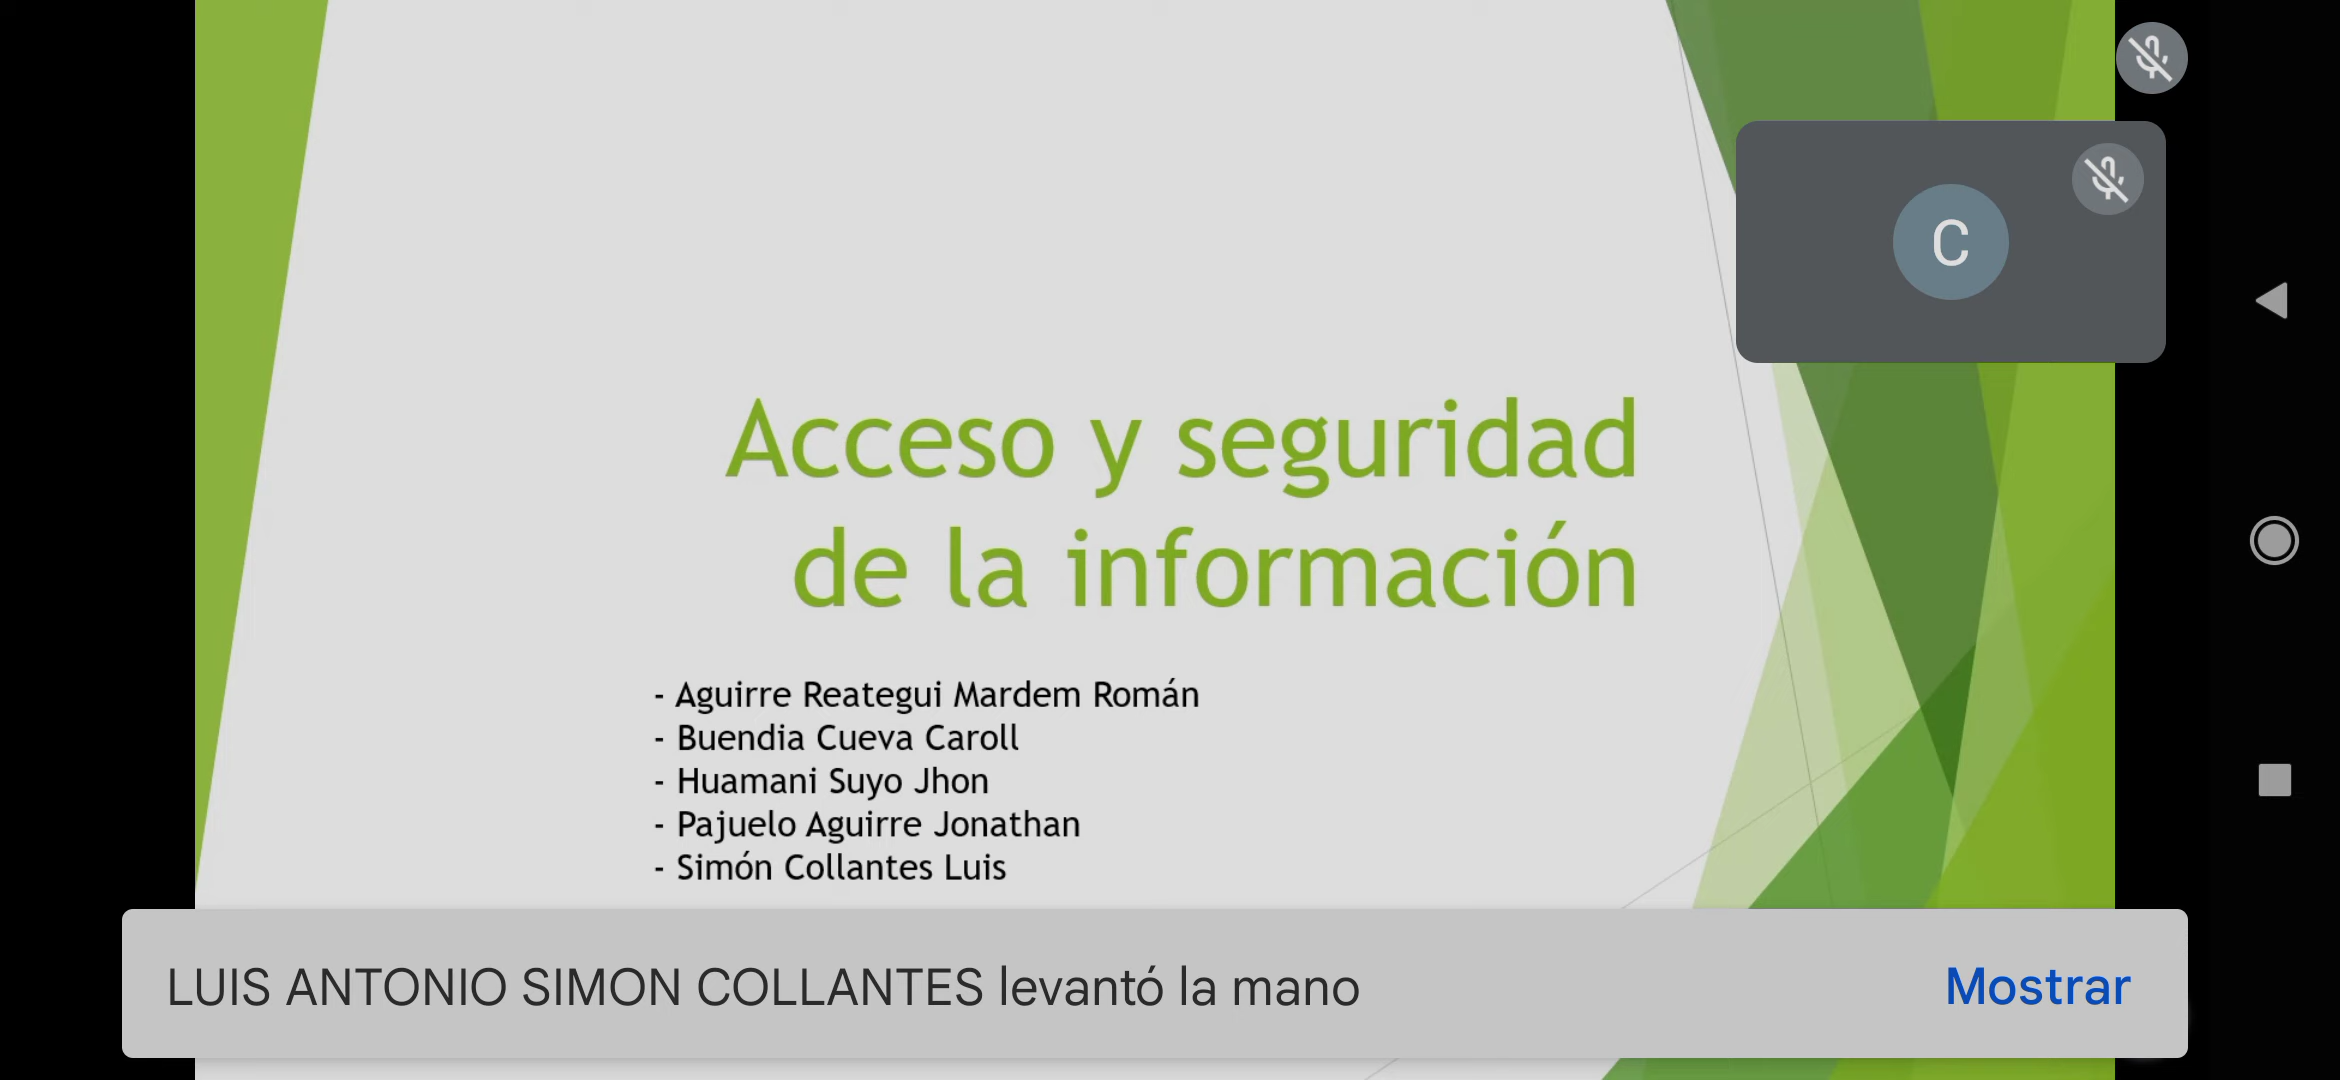 C
Acceso y seguridad
de la información
- Aguirre Reategui Mardem Román
- Buendia Cueva Caroll
- Huamani Suyo Jhon
- Pajuelo Aguirre Jonathan
- Simón Collantes Luis
LUIS ANTONIO SIMON COLLANTES levantó la mano
Mostrar